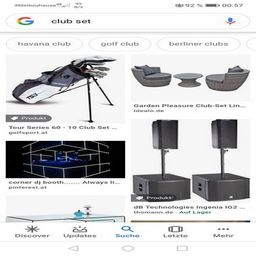 92 % 00:57
club set
havana club
golf club
berliner clubs
Produkt
Tour Series 60 - 10 Club Set ...
golfsport.at
Garden Pleasure Club-Set Lin...
idealo.de
corner dj booth....... Always li...
pinterest.at
Produkt
dB Technologies Ingenia IG2 ...
thomann.de - Auf Lager
Discover
Updates
Suche
Letzte
Mehr